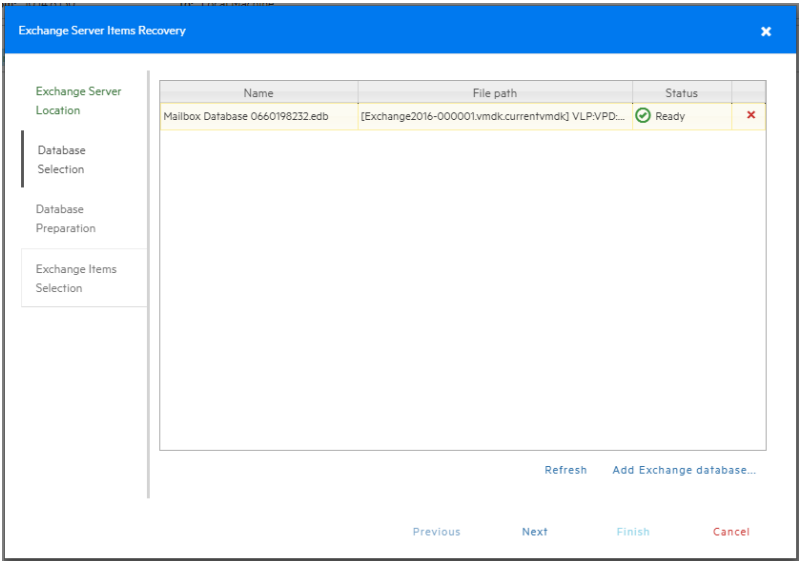 Exchange Server Items Recovery
Exchange Server
Location
Database
Selection
Database
Preparation
Exchange Items
Selection
Name File path Status
Mailbox Database 0660198232.edb [Exchange2016-000001.vmdk.currentvmdk] VLP:VPD:... Ready
Refresh Add Exchange database...
Previous Next Finish Cancel